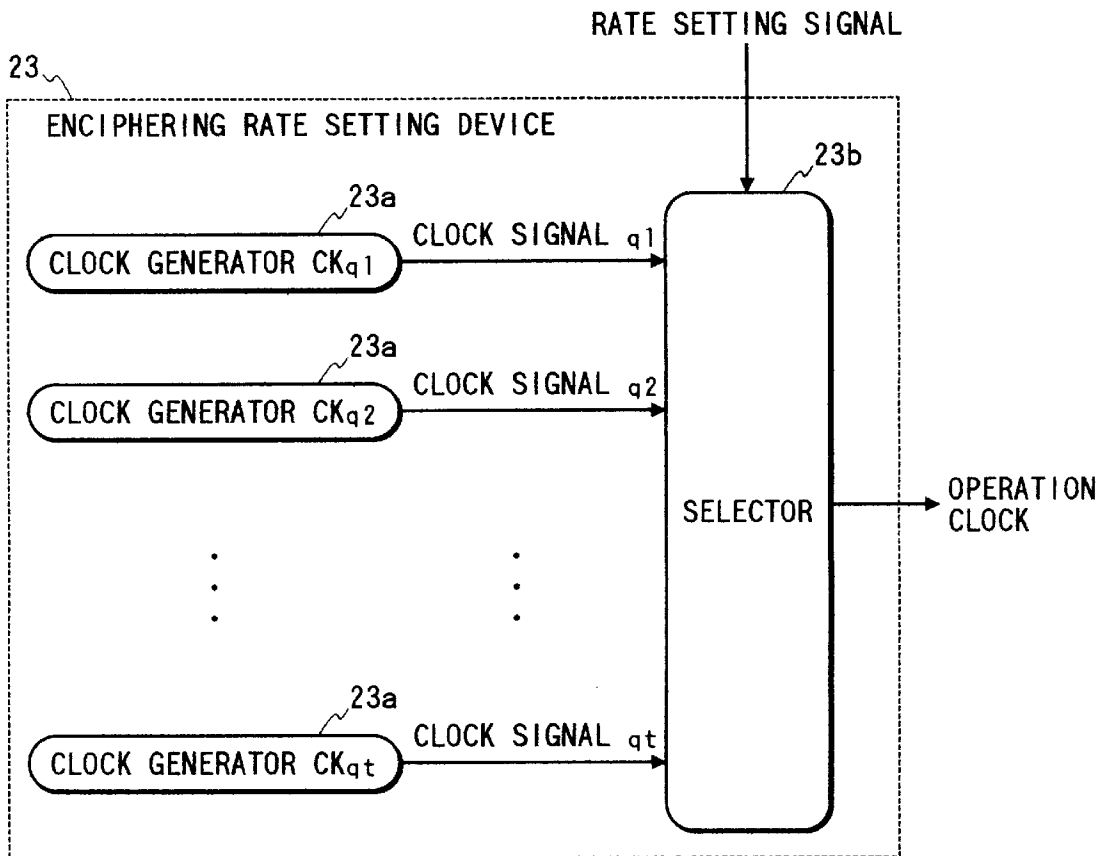 RATE SETTING SIGNAL
23
ENCIPHERING RATE SETTING DEVICE
23b
23a
CLOCK SIGNAL q1
CLOCK GENERATOR CKq1
23a
CLOCK SIGNAL q2
CLOCK GENERATOR CKq2
SELECTOR
OPERATION
CLOCK
23a
CLOCK SIGNAL qt
CLOCK GENERATOR CKqt